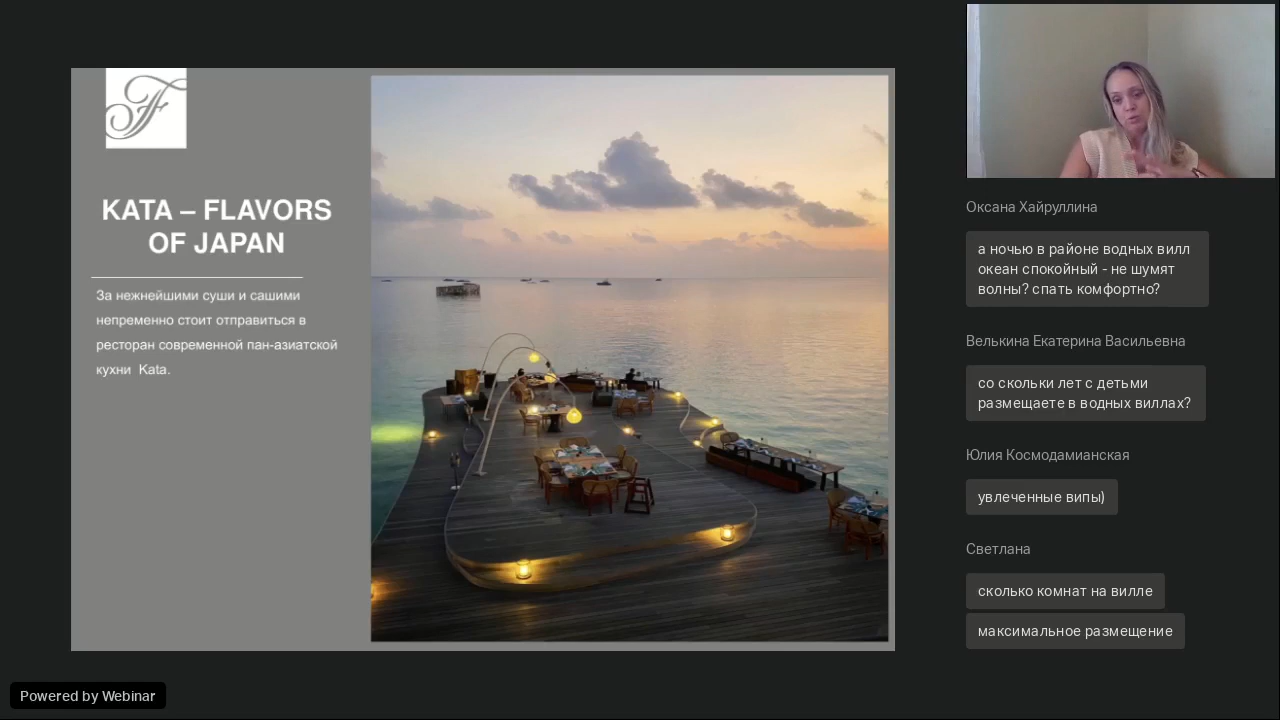 KATA – FLAVORS
OF JAPAN
За нежнейшими суши и сашими
непременно стоит отправиться в
ресторан современной пан-азиатской
кухни Kata.
Оксана Хайруллина
а ночью в районе водных вилл
океан спокойный - не шумят
волны? спать комфортно?
Велькина Екатерина Васильевна
со скольки лет с детьми
размещаете в водных виллах?
Юлия Космодамианская
увлеченные випы)
Светлана
сколько комнат на вилле
максимальное размещение
Powered by Webinar